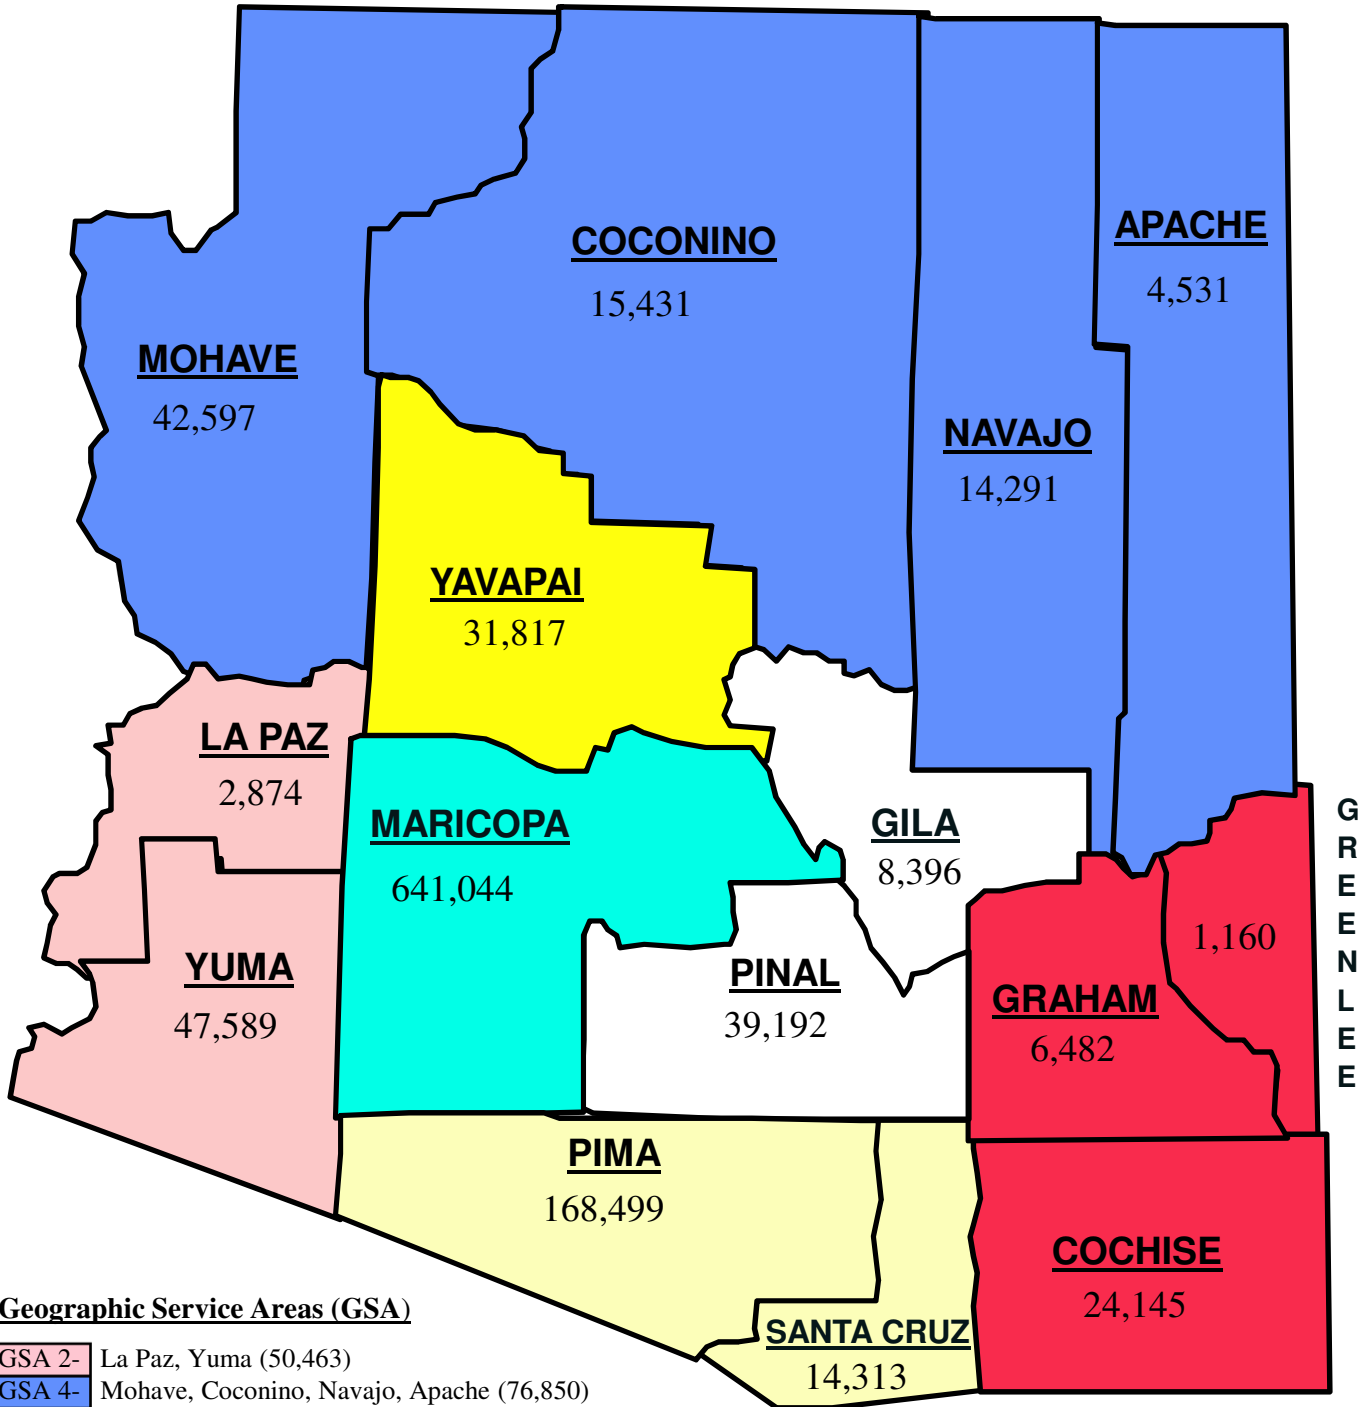 COCONINO
15,431
APACHE
4,531
MOHAVE
42,597
NAVAJO
14,291
YAVAPAI
31,817
LA PAZ
2,874
MARICOPA
641,044
GILA
8,396
G
R
E
E
N
L
E
E
1,160
YUMA
47,589
PINAL
39,192
GRAHAM
6,482
PIMA
168,499
COCHISE
24,145
SANTA CRUZ
14,313
Geographic Service Areas (GSA)
GSA 2- La Paz, Yuma (50,463)
GSA 4- Mohave, Coconino, Navajo, Apache (76,850)